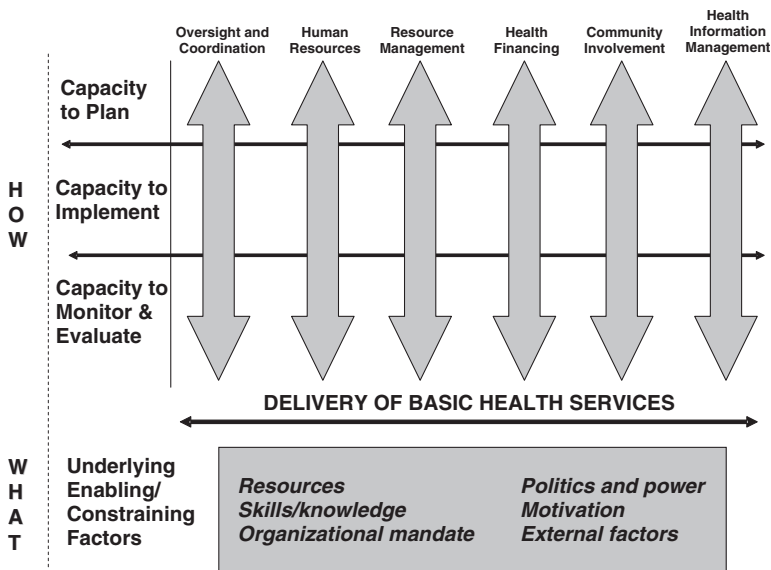 Oversight and
Coordination
Human
Resources
Resource
Management
Health
Financing
Community
Involvement
Health
Information
Management
H
O
W
Capacity
to Plan
Capacity to
Implement
Capacity to
Monitor &
Evaluate
DELIVERY OF BASIC HEALTH SERVICES
W
H
A
T
Underlying
Enabling/
Constraining
Factors
Resources
Skills/knowledge
Organizational mandate
Politics and power
Motivation
External factors